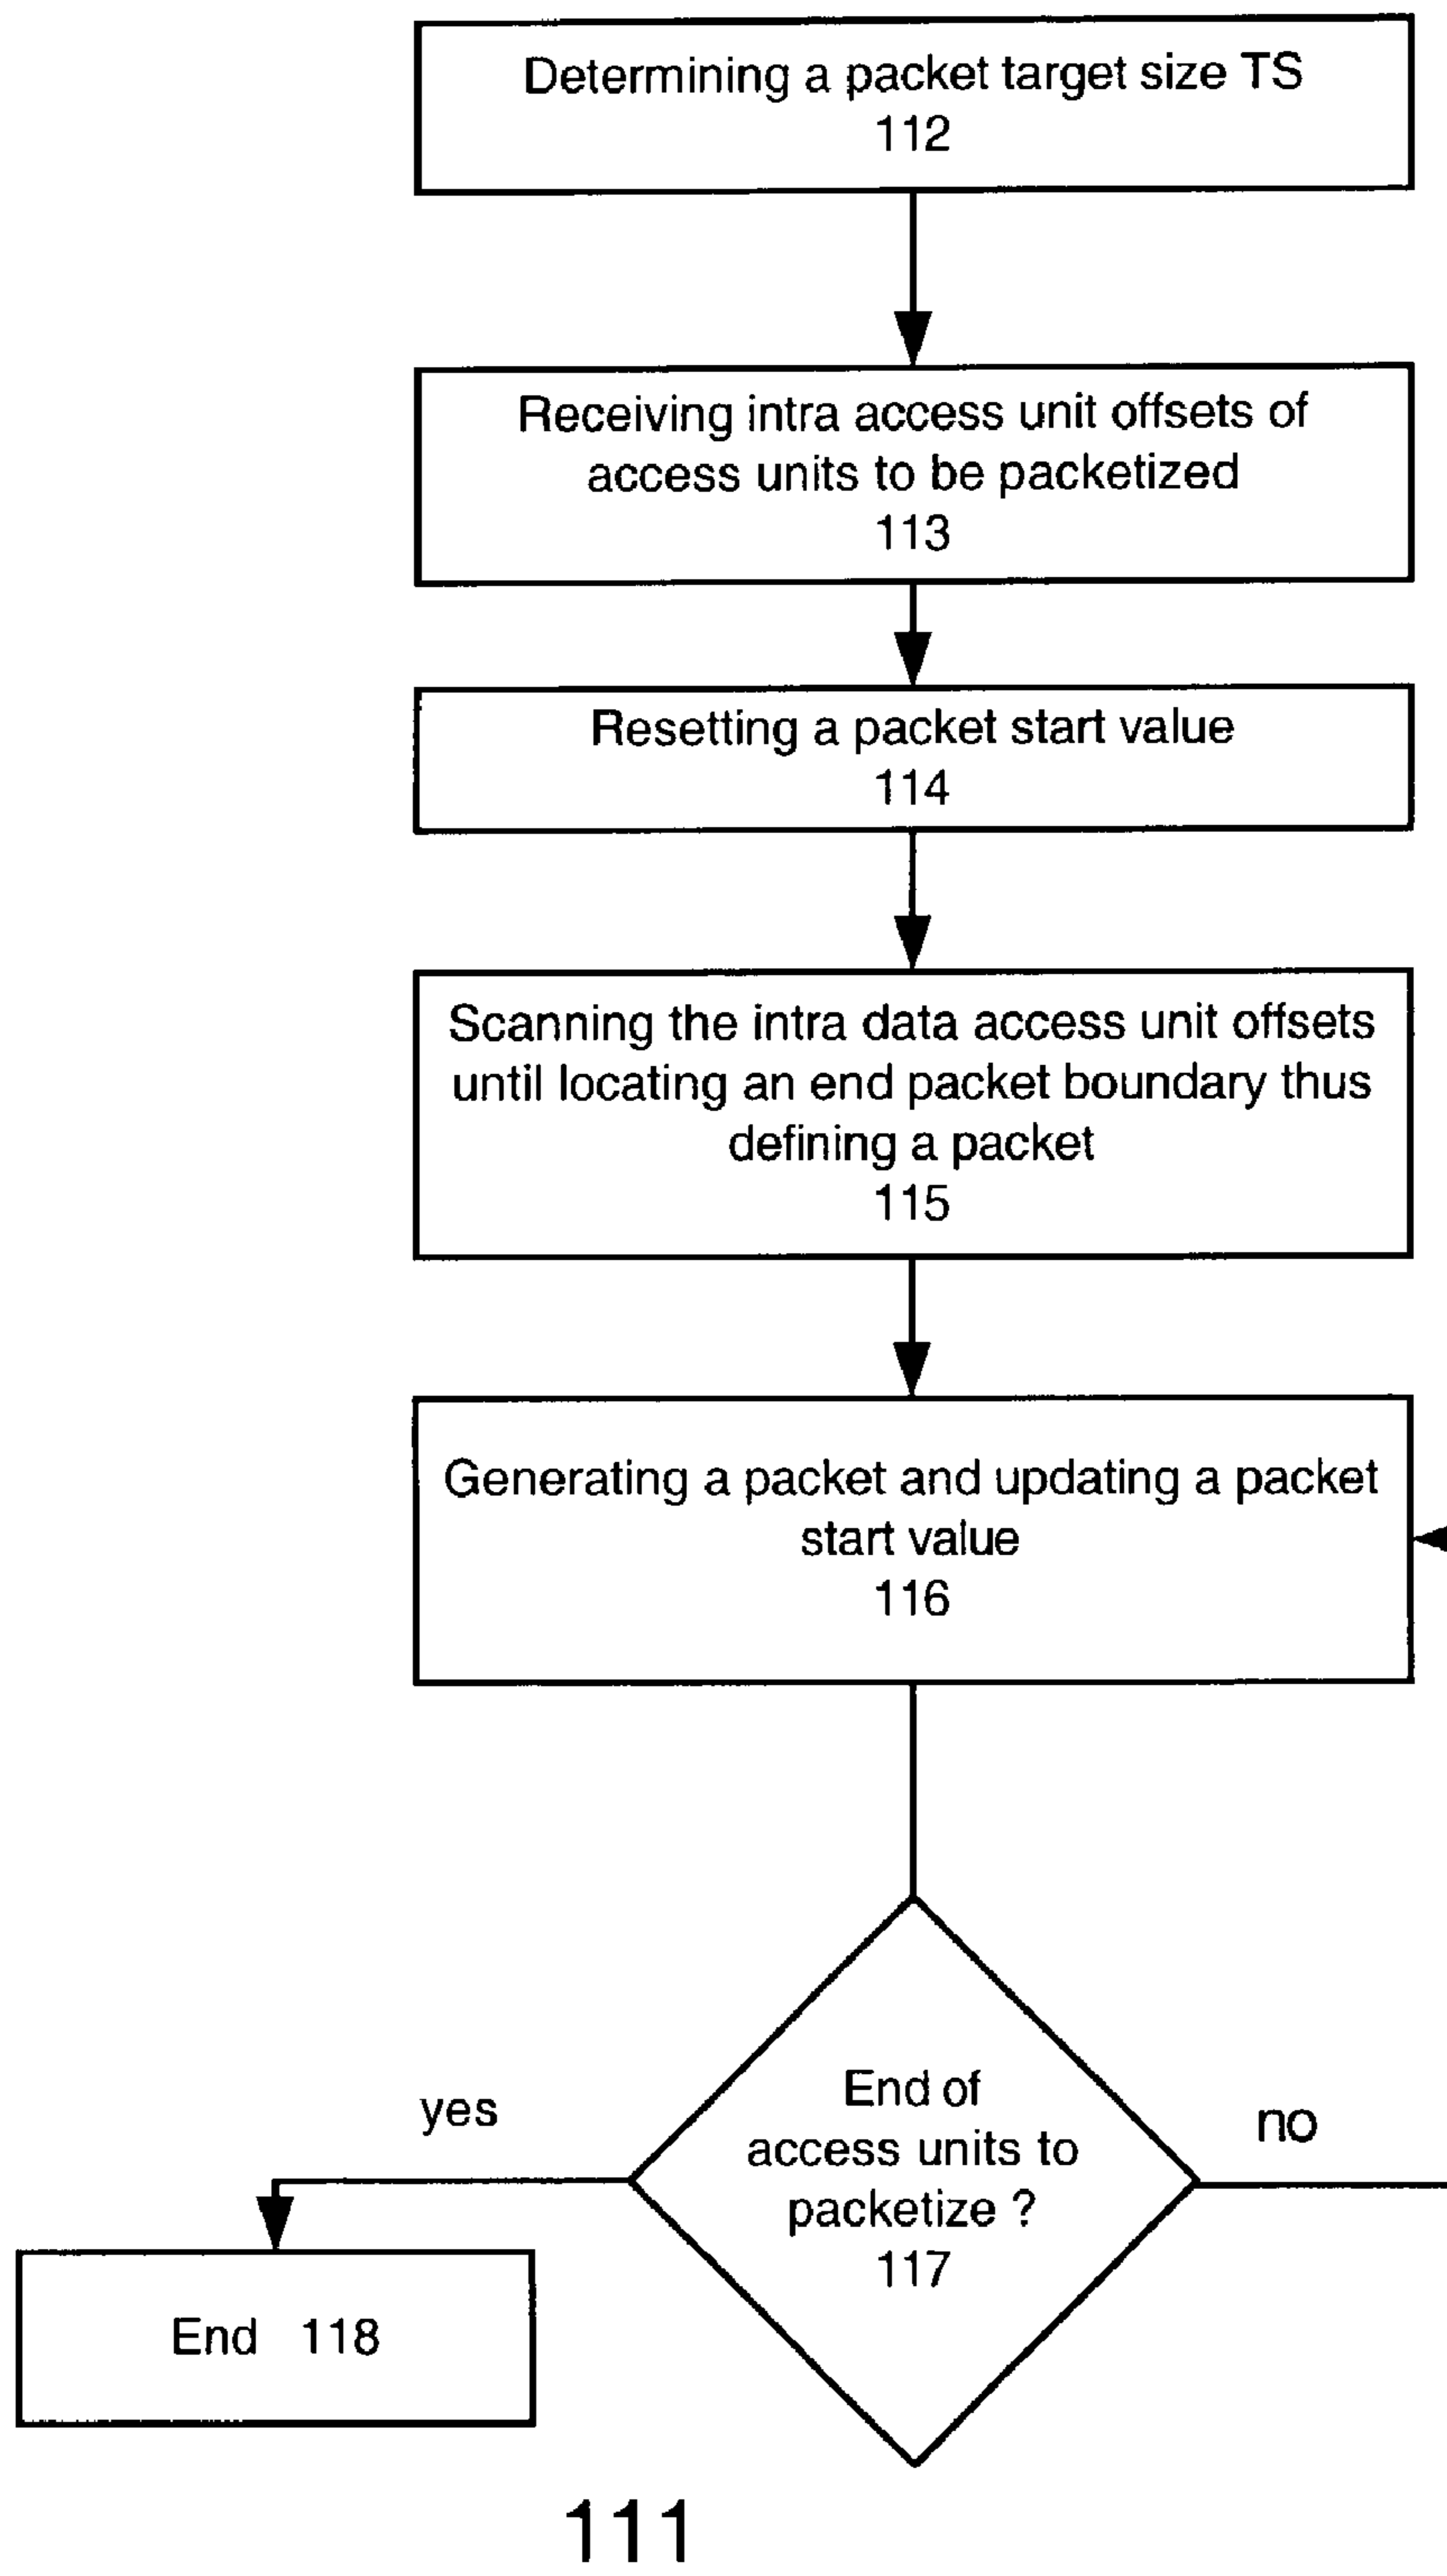 Determining a packet target size TS
112
Receiving intra access unit offsets of
access units to be packetized
113
Resetting a packet start value
114
Scanning the intra data access unit offsets
until locating an end packet boundary thus
defining a packet
115
Generating a packet and updating a packet
start value
116
End of
access units to
packetize ?
117
yes
no
End 118
111